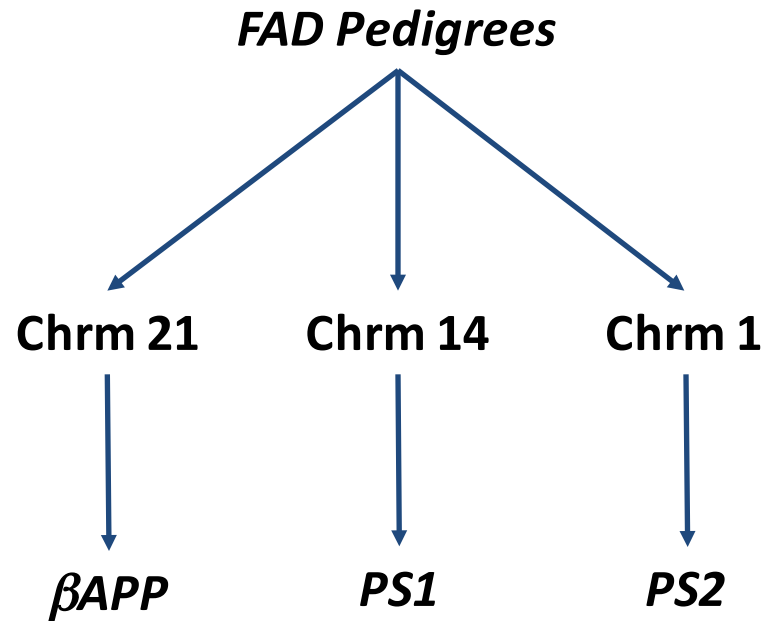 FAD Pedigrees
Chrm 21
Chrm 14
Chrm 1
βAPP
PS1
PS2